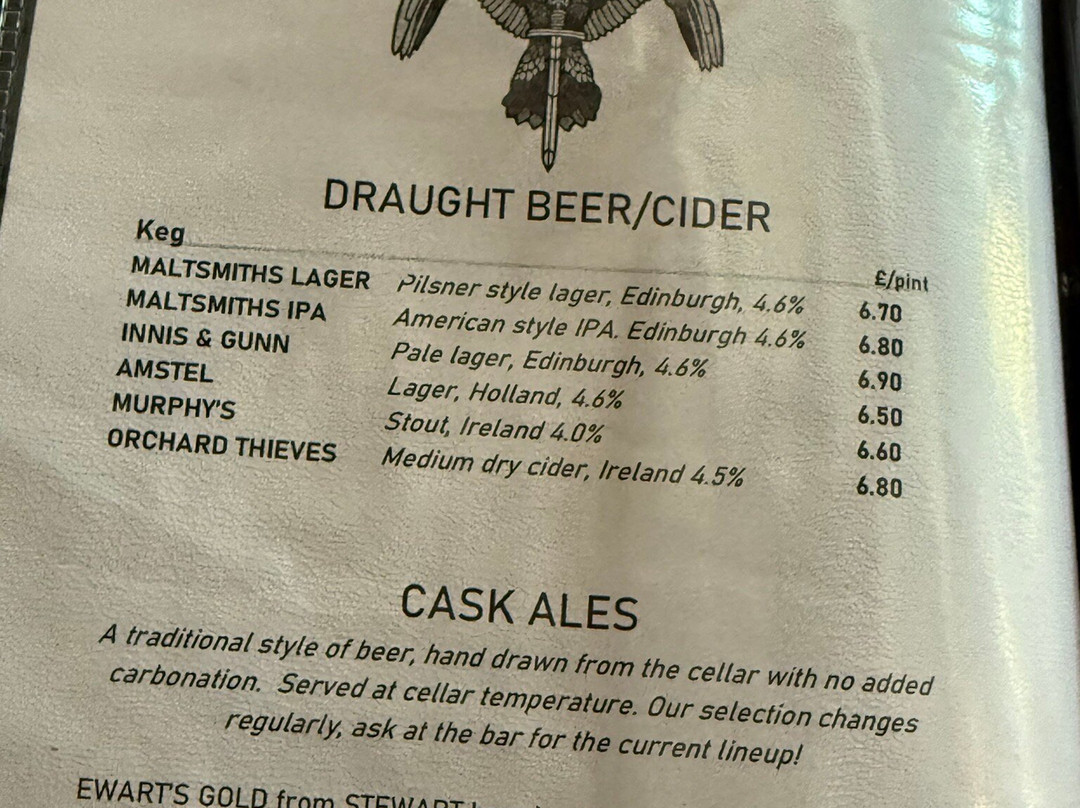 DRAUGHT BEER/CIDER
Keg £/pint
MALTSMITHS LAGER Pilsner style lager, Edinburgh, 4.6% 6.70
MALTSMITHS IPA American style IPA. Edinburgh 4.6% 6.80
INNIS & GUNN Pale lager, Edinburgh, 4.6% 6.90
AMSTEL Lager, Holland, 4.6% 6.50
MURPHY'S Stout, Ireland 4.0% 6.60
ORCHARD THIEVES Medium dry cider, Ireland 4.5% 6.80
CASK ALES
A traditional style of beer, hand drawn from the cellar with no added
carbonation. Served at cellar temperature. Our selection changes
regularly, ask at the bar for the current lineup!
EWART'S GOLD from STEWART